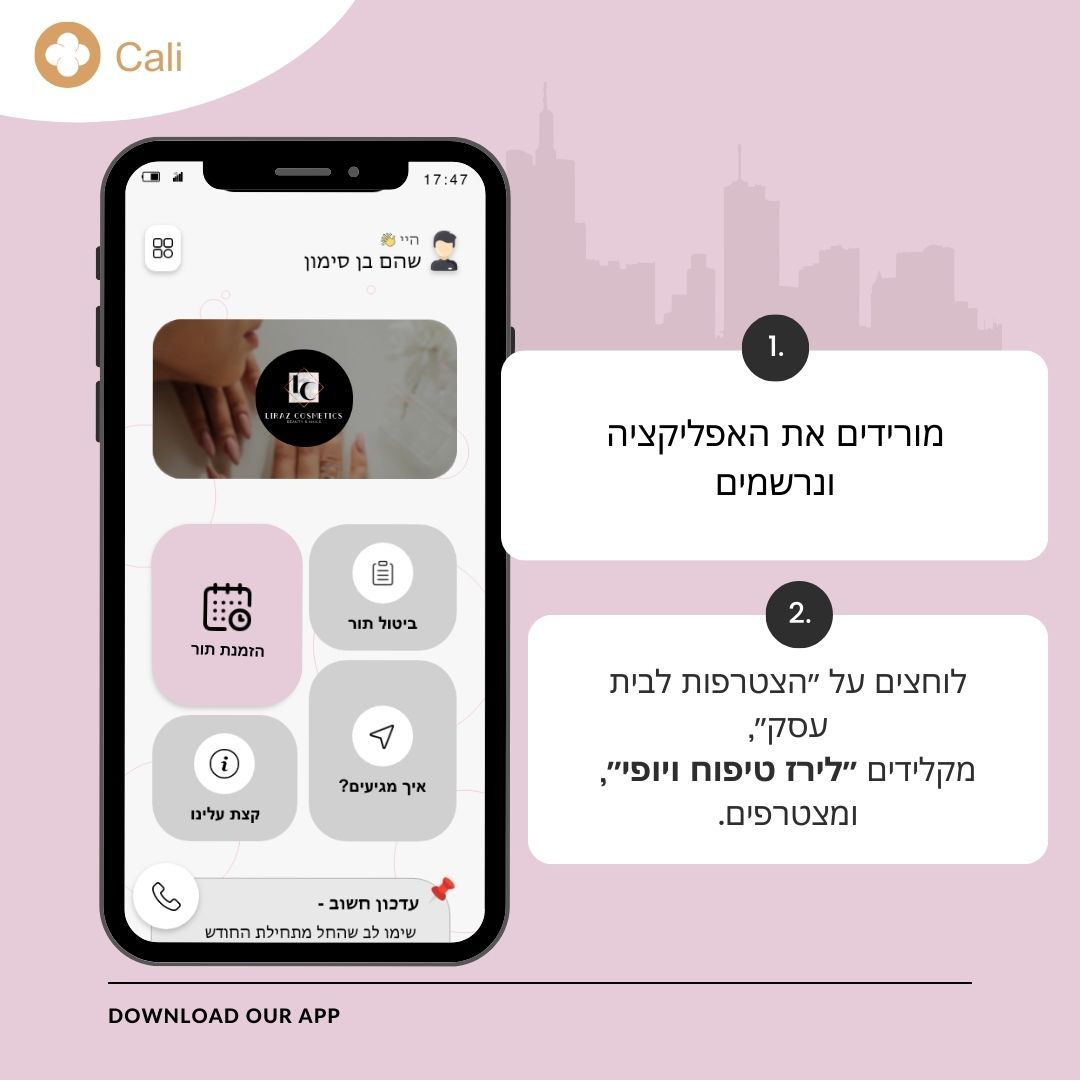 Cali
17:47
היי
שהם בן סימון
LC
LIRAZ COSMETICS
BEAUTY & NAILS
הזמנת תור
ביטול תור
איך מגיעים?
קצת עלינו
עדכון חשוב -
שימו לב שהחל מתחילת החודש
1.
מורידים את האפליקציה
ונרשמים
2.
לוחצים על ״הצטרפות לבית
עסק״,
מקלידים ״לירז טיפוח ויופי״,
ומצטרפים.
DOWNLOAD OUR APP